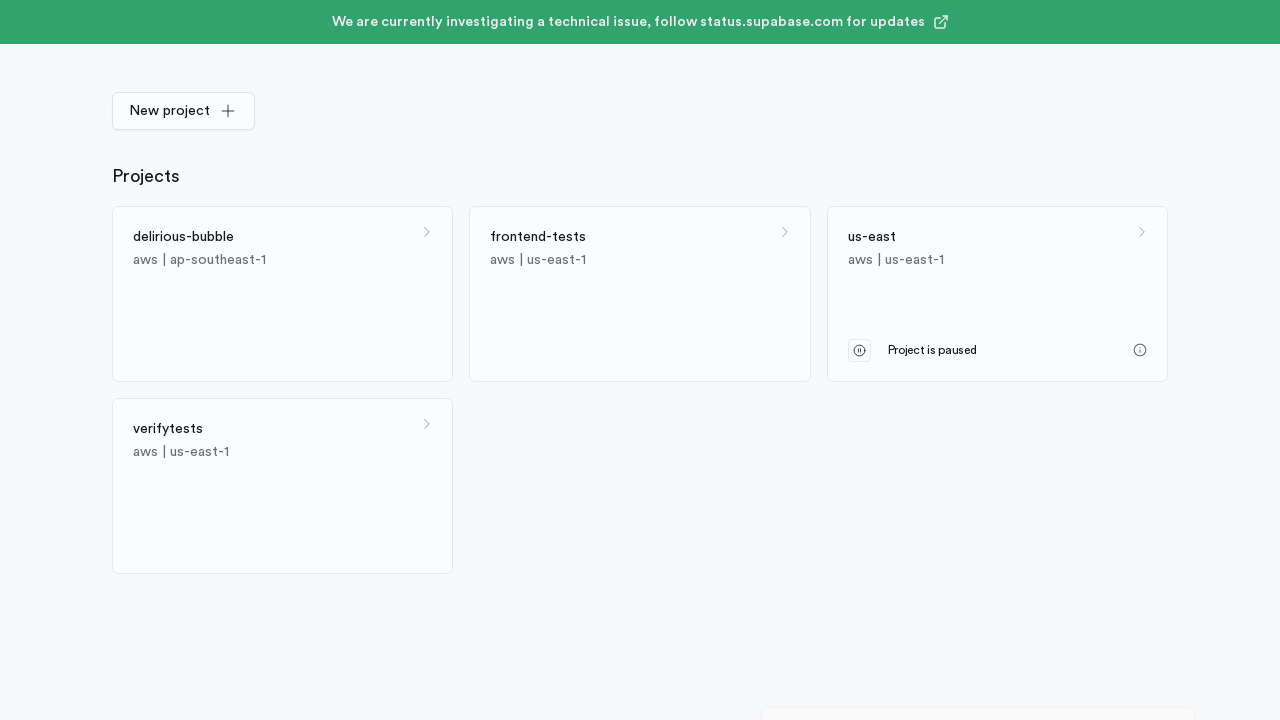 We are currently investigating a technical issue, follow status.supabase.com for updates
New project
Projects
delirious-bubble
aws | ap-southeast-1
frontend-tests
aws | us-east-1
us-east
aws | us-east-1
Project is paused
verifytests
aws | us-east-1